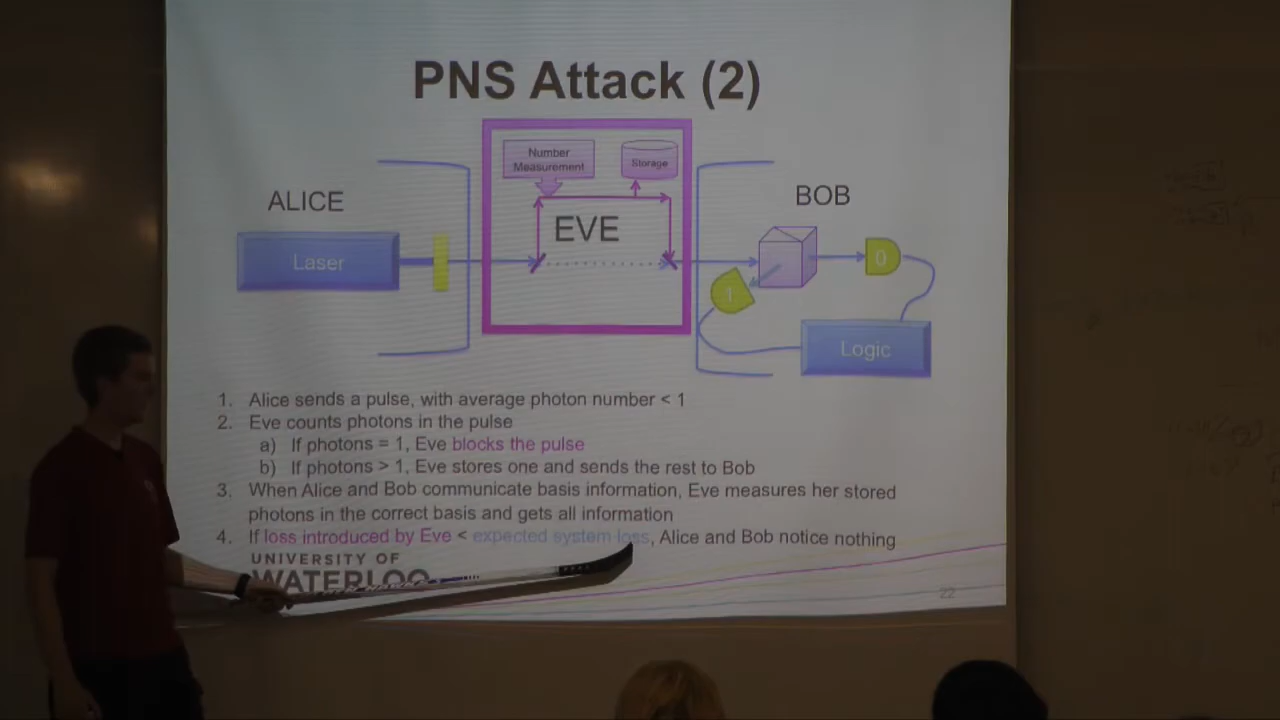 PNS Attack (2)
Number
Measurement
Storage
ALICE
BOB
EVE
Laser
0
1
Logic
1. Alice sends a pulse, with average photon number < 1
2. Eve counts photons in the pulse
a) If photons = 1, Eve blocks the pulse
b) If photons > 1, Eve stores one and sends the rest to Bob
3. When Alice and Bob communicate basis information, Eve measures her stored
photons in the correct basis and gets all information
4. If loss introduced by Eve < expected system loss, Alice and Bob notice nothing
UNIVERSITY OF
WATERLOO
22